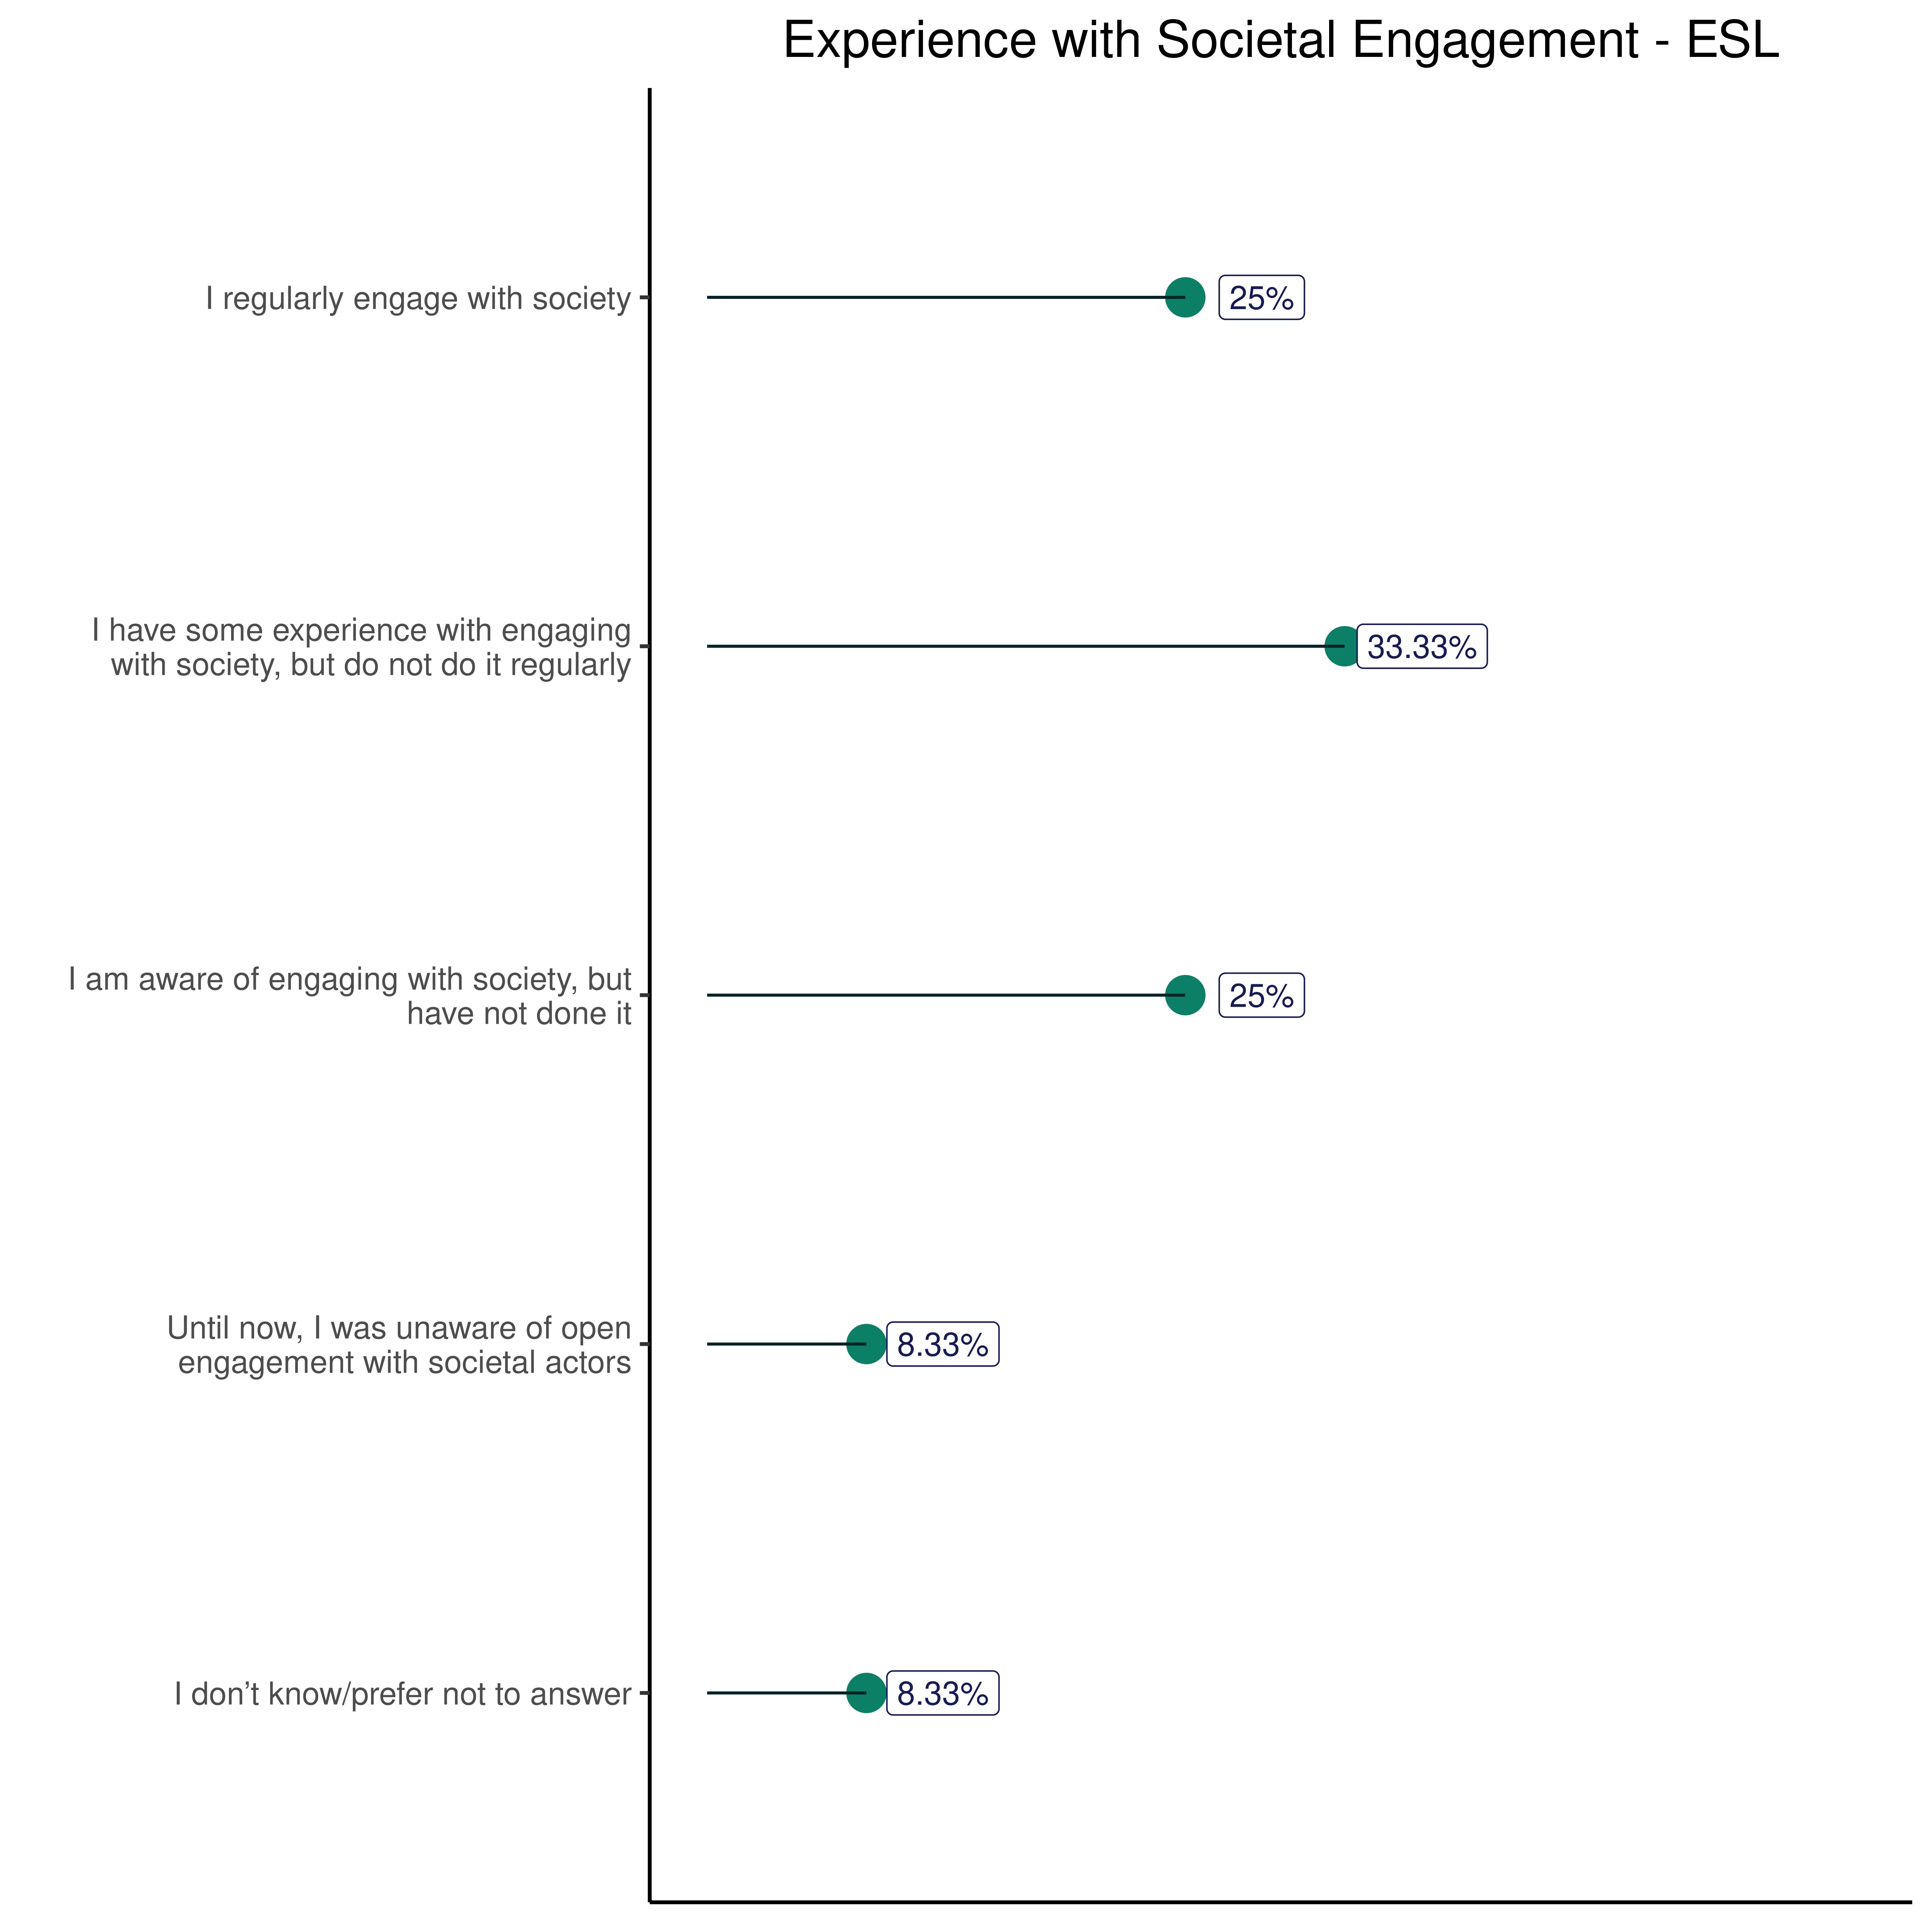 Experience with Societal Engagement - ESL
I regularly engage with society
25%
I have some experience with engaging
with society, but do not do it regularly
33.33%
I am aware of engaging with society, but
have not done it
25%
Until now, I was unaware of open
engagement with societal actors
8.33%
I don’t know/prefer not to answer
8.33%